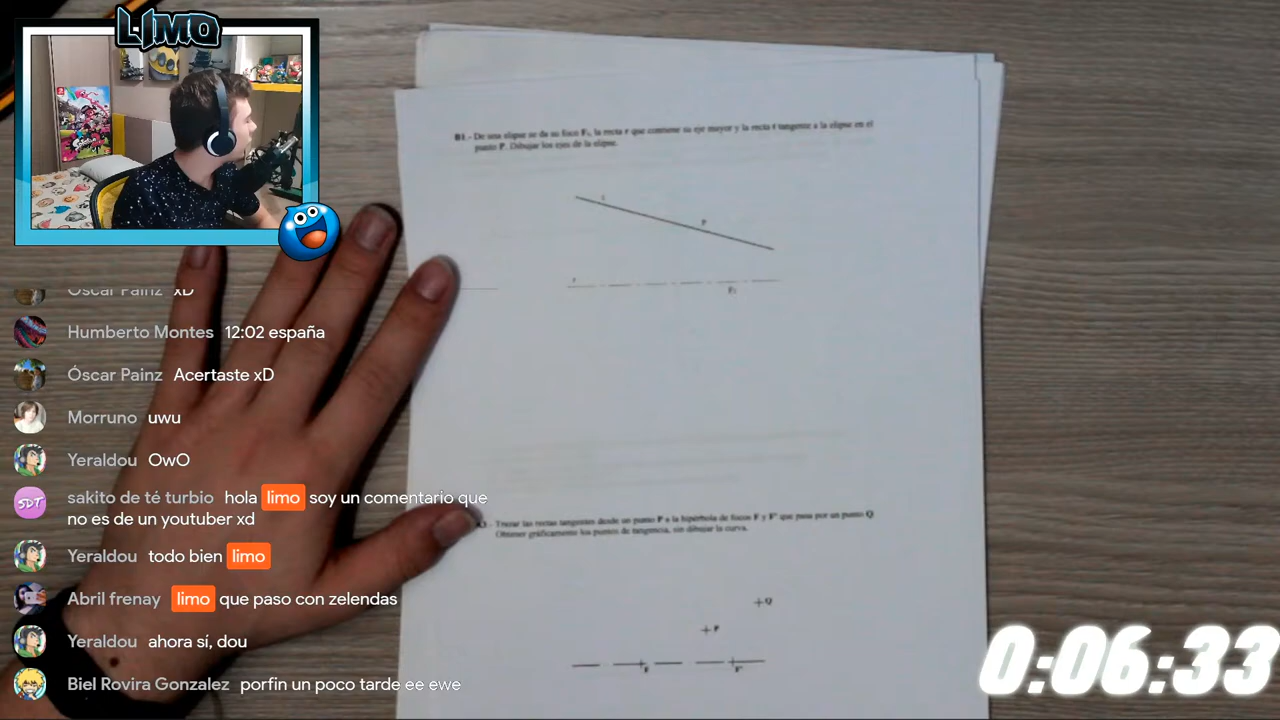 LIMO
Óscar Painz xD
Humberto Montes 12:02 españa
Óscar Painz Acertaste xD
Morruno uwu
Yeraldou OwO
SDT
sakito de té turbio hola limo soy un comentario que
no es de un youtuber xd
Yeraldou todo bien limo
Abril frenay limo que paso con zelendas
Yeraldou ahora sí, dou
Biel Rovira Gonzalez porfin un poco tarde ee ewe
B1.- De una elipse se da su foco F₁, la recta r que contiene su eje mayor y la recta t tangente a la elipse en el
punto P. Dibujar los ejes de la elipse.
t
P
r
F₁
- Trazar las rectas tangentes desde un punto P a la hipérbola de focos F y F' que pasa por un punto Q.
Obtener gráficamente los puntos de tangencia, sin dibujar la curva.
Q
P
F
F'
0:06:33